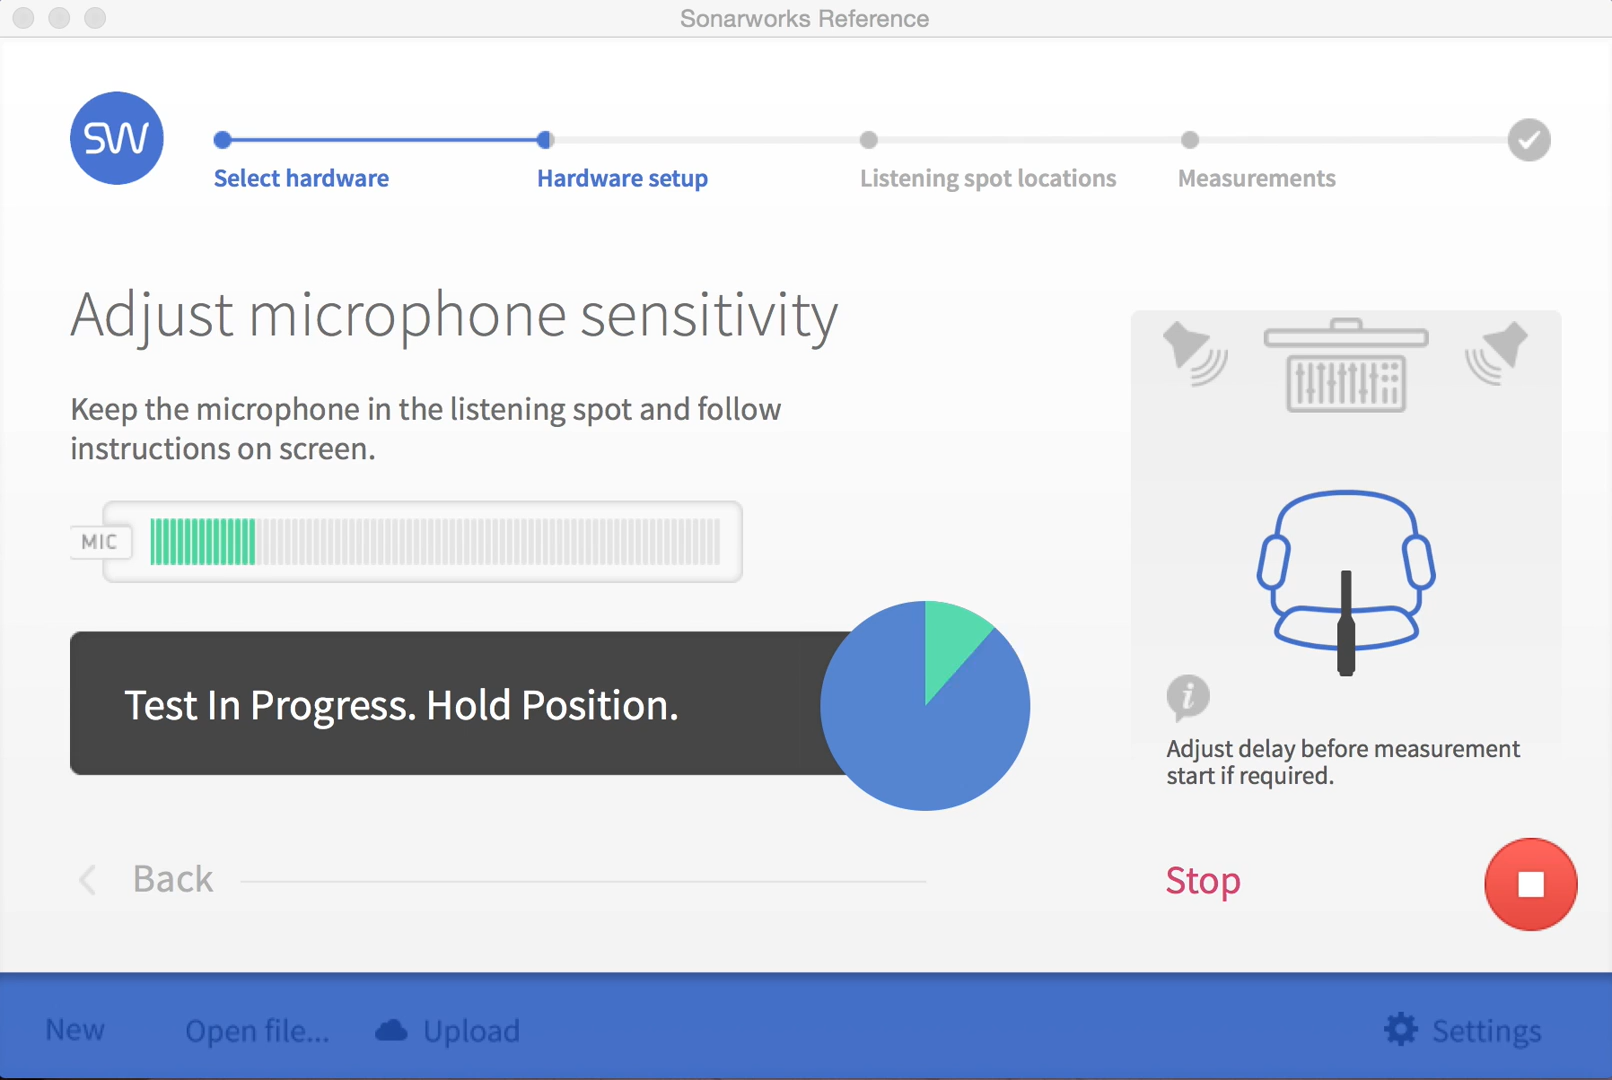 Sonarworks Reference
SW
Select hardware
Hardware setup
Listening spot locations
Measurements
Adjust microphone sensitivity
Keep the microphone in the listening spot and follow
instructions on screen.
MIC
Test In Progress. Hold Position.
i
Adjust delay before measurement
start if required.
Back
Stop
New
Open file...
Upload
Settings